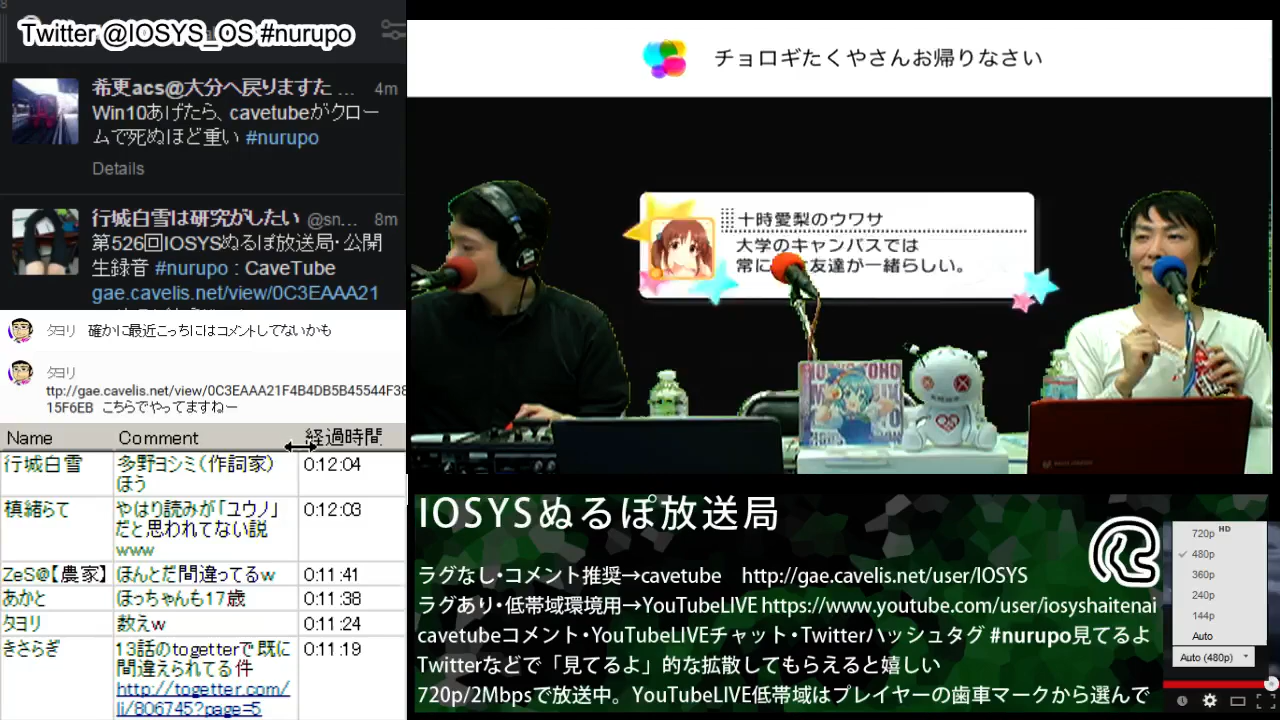 Twitter @IOSYS_OS #nurupo
希更acs@大分へ戻りますた ... 4m
Win10あげたら、cavetubeがクロー
ムで死ぬほど重い #nurupo
Details
行城白雪は研究がしたい @sn... 8m
第526回IOSYSぬるぽ放送局・公開
生録音 #nurupo : CaveTube
gae.cavelis.net/view/0C3EAAA21
タヨリ 確かに最近こっちにはコメントしてないかも
タヨリ
ttp://gae.cavelis.net/view/0C3EAAA21F4B4DB5B45544F38
15F6EB こちらでやってますねー
Name Comment 経過時間
行城白雪 多野ヨシミ(作詞家) 0:12:04
ほう
槙緒らて やはり読みが「ユウノ」 0:12:03
だと思われてない説
www
ZeS@【農家】 ほんとだ間違ってるw 0:11:41
あかと ほっちゃんも17歳 0:11:38
タヨリ 数えw 0:11:24
きさらぎ 13話のtogetterで既に 0:11:19
間違えられてる件
http://togetter.com/
li/806745?page=5
チョロギたくやさんお帰りなさい
十時愛梨のウワサ
大学のキャンパスでは
常に 友達が一緒らしい。
IOSYSぬるぽ放送局
ラグなし・コメント推奨→cavetube http://gae.cavelis.net/user/IOSYS
ラグあり・低帯域環境用→YouTubeLIVE https://www.youtube.com/user/iosyshaitenai
cavetubeコメント・YouTubeLIVEチャット・Twitterハッシュタグ #nurupo見てるよ
Twitterなどで「見てるよ」的な拡散してもらえると嬉しい
720p/2Mbpsで放送中。YouTubeLIVE低帯域はプレイヤーの歯車マークから選んで
720p HD
480p
360p
240p
144p
Auto
Auto (480p)